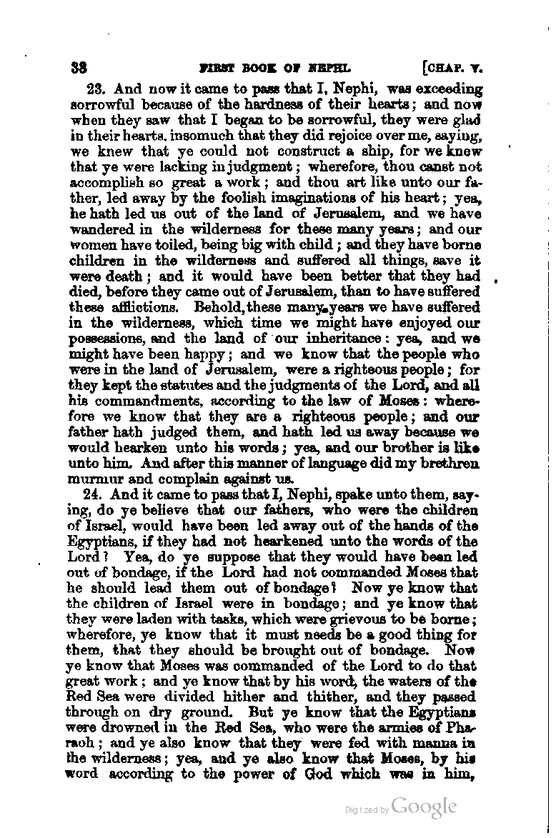 38 FIRST BOOK OF NEPHI. [CHAP. V.
23. And now it came to pass that I, Nephi, was exceeding
sorrowful because of the hardness of their hearts; and now
when they saw that I began to be sorrowful, they were glad
in their hearts, insomuch that they did rejoice over me, saying,
we knew that ye could not construct a ship, for we knew
that ye were lacking in judgment; wherefore, thou canst not
accomplish so great a work; and thou art like unto our fa-
ther, led away by the foolish imaginations of his heart; yea,
he hath led us out of the land of Jerusalem, and we have
wandered in the wilderness for these many years; and our
women have toiled, being big with child; and they have borne
children in the wilderness and suffered all things, save it
were death; and it would have been better that they had
died, before they came out of Jerusalem, than to have suffered
these afflictions. Behold, these many years we have suffered
in the wilderness, which time we might have enjoyed our
possessions, and the land of our inheritance: yea, and we
might have been happy; and we know that the people who
were in the land of Jerusalem, were a righteous people; for
they kept the statutes and the judgments of the Lord, and all
his commandments, according to the law of Moses: where-
fore we know that they are a righteous people; and our
father hath judged them, and hath led us away because we
would hearken unto his words; yea, and our brother is like
unto him. And after this manner of language did my brethren
murmur and complain against us.
24. And it came to pass that I, Nephi, spake unto them, say-
ing, do ye believe that our fathers, who were the children
of Israel, would have been led away out of the hands of the
Egyptians, if they had not hearkened unto the words of the
Lord? Yea, do ye suppose that they would have been led
out of bondage, if the Lord had not commanded Moses that
he should lead them out of bondage? Now ye know that
the children of Israel were in bondage; and ye know that
they were laden with tasks, which were grievous to be borne;
wherefore, ye know that it must needs be a good thing for
them, that they should be brought out of bondage. Now
ye know that Moses was commanded of the Lord to do that
great work; and ye know that by his word, the waters of the
Red Sea were divided hither and thither, and they passed
through on dry ground. But ye know that the Egyptians
were drowned in the Red Sea, who were the armies of Pha-
raoh; and ye also know that they were fed with manna in
the wilderness; yea, and ye also know that Moses, by his
word according to the power of God which was in him,
Digitized by Google